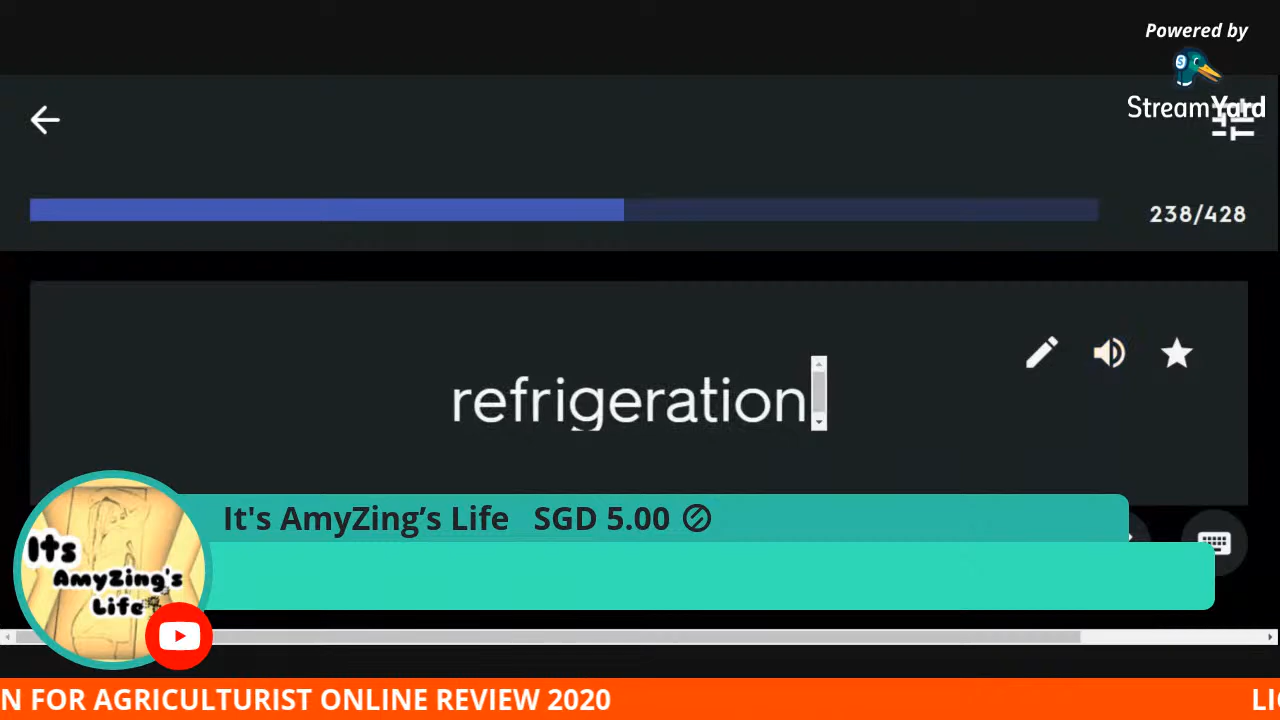 Powered by
StreamYard
238/428
refrigeration
It's AmyZing’s Life SGD 5.00
Its
AmyZing's
Life
N FOR AGRICULTURIST ONLINE REVIEW 2020
LI